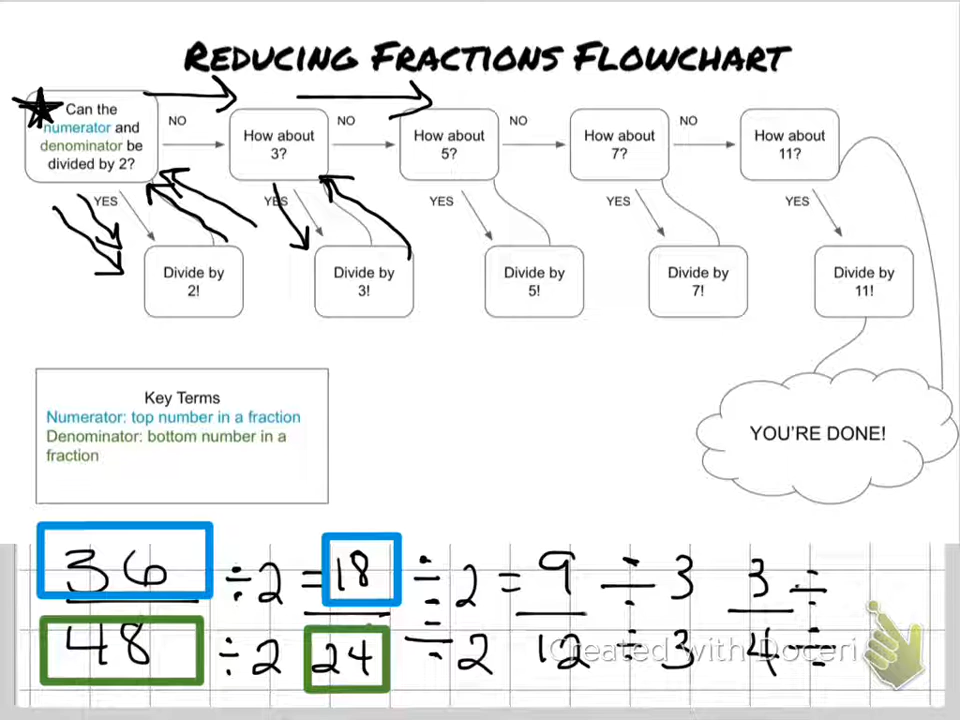 REDUCING FRACTIONS FLOWCHART
Can the
numerator and
denominator be
divided by 2?
NO
How about
3?
NO
How about
5?
NO
How about
7?
NO
How about
11?
YES
YES
YES
YES
YES
Divide by
2!
Divide by
3!
Divide by
5!
Divide by
7!
Divide by
11!
Key Terms
Numerator: top number in a fraction
Denominator: bottom number in a
fraction
YOU'RE DONE!
36 ÷2 = 18 ÷2 = 9 ÷3 3 ÷
48 ÷2 24 ÷2 12 ÷3 4 ÷
Created with Doceri